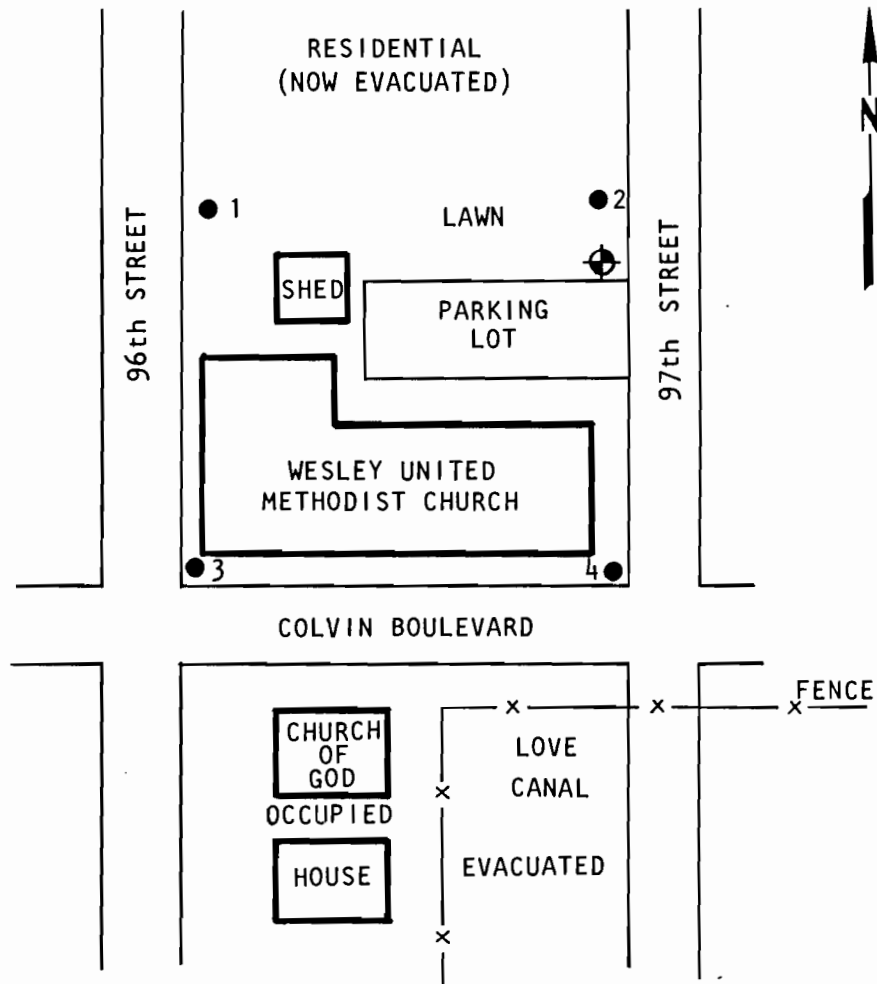 RESIDENTIAL
(NOW EVACUATED)
N
1
2
LAWN
96th STREET
97th STREET
SHED
PARKING
LOT
WESLEY UNITED
METHODIST CHURCH
3
4
COLVIN BOULEVARD
FENCE
CHURCH
OF
GOD
LOVE
CANAL
OCCUPIED
HOUSE
EVACUATED